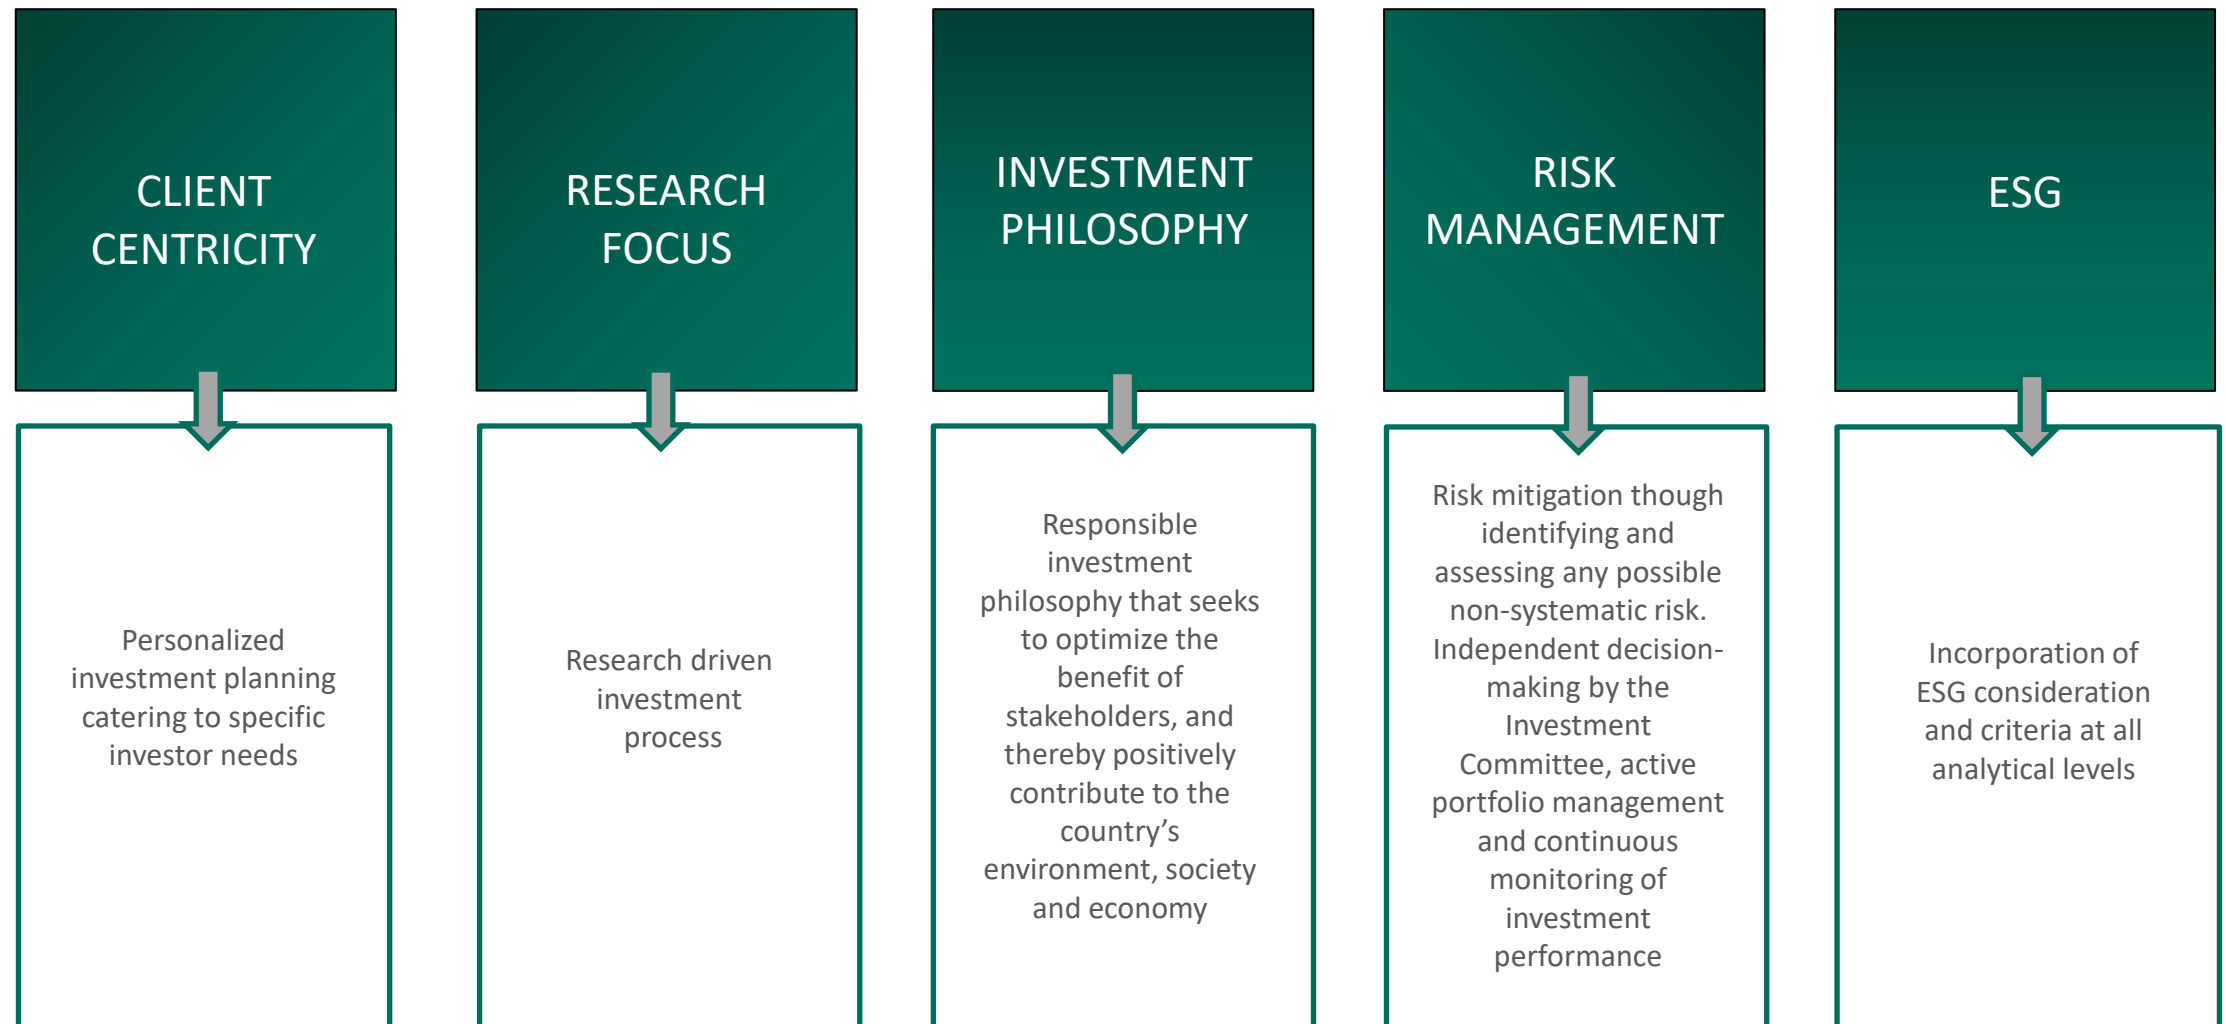 CLIENT
CENTRICITY
RESEARCH
FOCUS
INVESTMENT
PHILOSOPHY
RISK
MANAGEMENT
ESG
Personalized
investment planning
catering to specific
investor needs
Research driven
investment
process
Responsible
investment
philosophy that seeks
to optimize the
benefit of
stakeholders, and
thereby positively
contribute to the
country’s
environment, society
and economy
Risk mitigation though
identifying and
assessing any possible
non-systematic risk.
Independent decision-
making by the
Investment
Committee, active
portfolio management
and continuous
monitoring of
investment
performance
Incorporation of
ESG consideration
and criteria at all
analytical levels